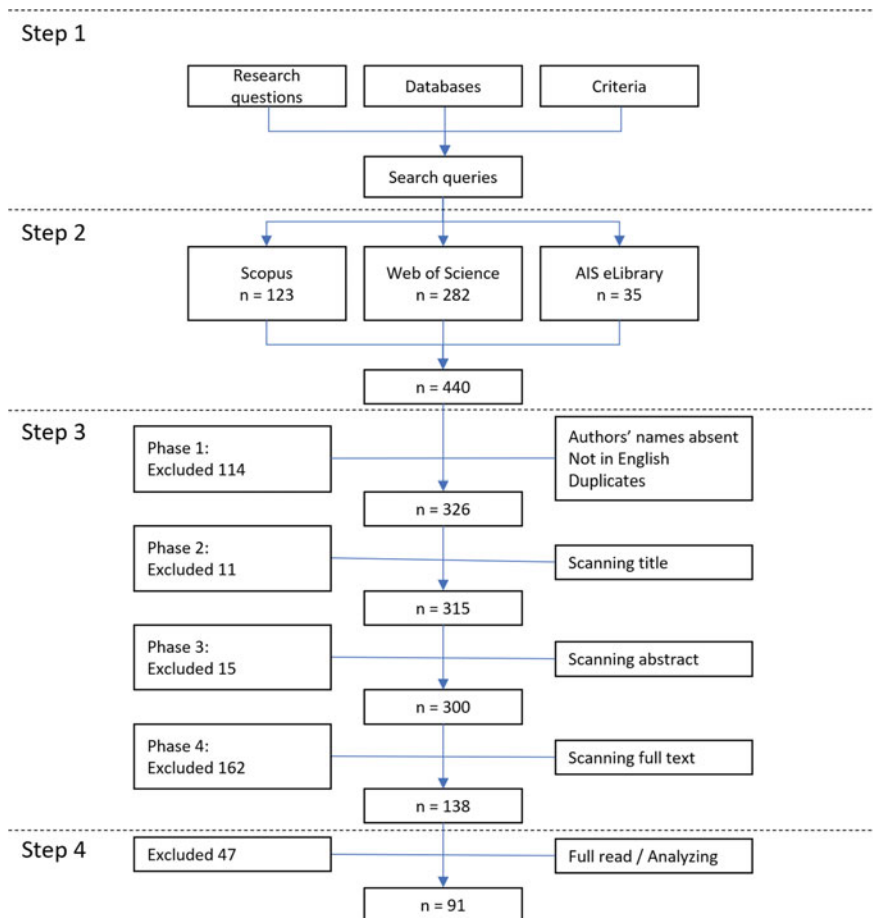 Step 1
Research
questions
Databases
Criteria
Search queries
Step 2
Scopus
n = 123
Web of Science
n = 282
AIS eLibrary
n = 35
n = 440
Step 3
Phase 1:
Excluded 114
Authors' names absent
Not in English
Duplicates
n = 326
Phase 2:
Excluded 11
Scanning title
n = 315
Phase 3:
Excluded 15
Scanning abstract
n = 300
Phase 4:
Excluded 162
Scanning full text
n = 138
Step 4
Excluded 47
Full read / Analyzing
n = 91